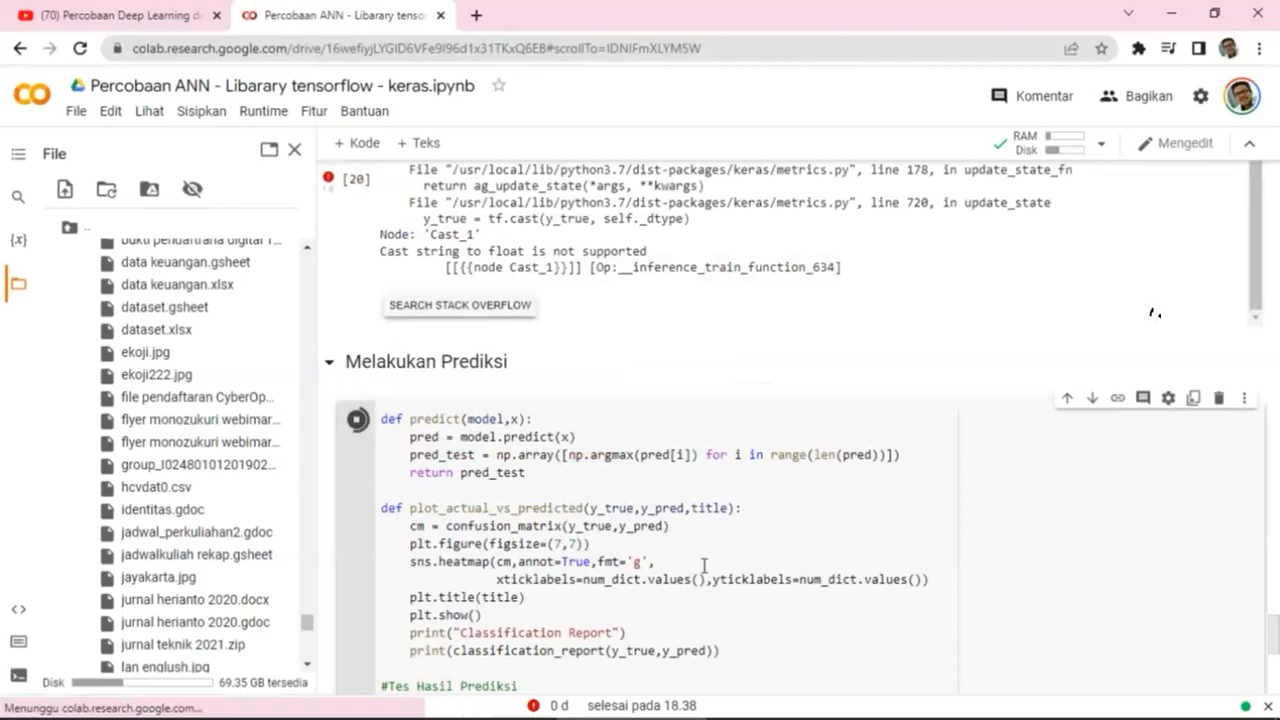 (70) Percobaan Deep Learning d
Percobaan ANN - Libarary tensor
colab.research.google.com/drive/16wefiyjLYGID6VFe9I96d1x31TKxQ6EB#scrollTo=IDNIFmXLYM5W
Percobaan ANN - Libarary tensorflow - keras.ipynb
File Edit Lihat Sisipkan Runtime Fitur Bantuan
Komentar
Bagikan
File
+ Kode + Teks
RAM
Disk
Mengedit
..
bukti pendaftrana digital T...
data keuangan.gsheet
data keuangan.xlsx
dataset.gsheet
dataset.xlsx
ekoji.jpg
ekoji222.jpg
file pendaftaran CyberOp...
flyer monozukuri webimar...
flyer monozukuri webimar...
group_I02480101201902...
hcvdat0.csv
identitas.gdoc
jadwal_perkuliahan2.gdoc
jadwalkuliah rekap.gsheet
jayakarta.jpg
jurnal herianto 2020.docx
jurnal herianto 2020.gdoc
jurnal teknik 2021.zip
lan englush.jpg
Disk
69.35 GB tersedia
Menunggu colab.research.google.com...
{x}
[20]
File "/usr/local/lib/python3.7/dist-packages/keras/metrics.py", line 178, in update_state_fn
return ag_update_state(*args, **kwargs)
File "/usr/local/lib/python3.7/dist-packages/keras/metrics.py", line 720, in update_state
y_true = tf.cast(y_true, self._dtype)
Node: 'Cast_1'
Cast string to float is not supported
[[{{node Cast_1}}]] [Op:__inference_train_function_634]
SEARCH STACK OVERFLOW
Melakukan Prediksi
def predict(model,x):
pred = model.predict(x)
pred_test = np.array([np.argmax(pred[i]) for i in range(len(pred))])
return pred_test
def plot_actual_vs_predicted(y_true,y_pred,title):
cm = confusion_matrix(y_true,y_pred)
plt.figure(figsize=(7,7))
sns.heatmap(cm,annot=True,fmt='g',
xticklabels=num_dict.values(),yticklabels=num_dict.values())
plt.title(title)
plt.show()
print("Classification Report")
print(classification_report(y_true,y_pred))
#Tes Hasil Prediksi
0 d selesai pada 18.38